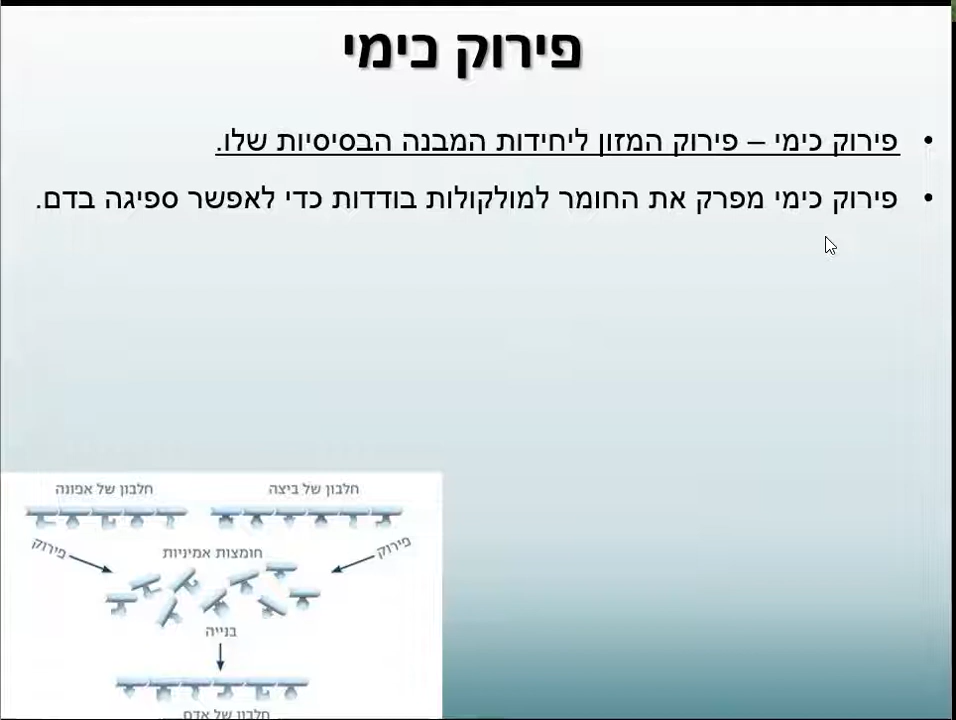 פירוק כימי
פירוק כימי – פירוק המזון ליחידות המבנה הבסיסיות שלו.
פירוק כימי מפרק את החומר למולקולות בודדות כדי לאפשר ספיגה בדם.
חלבון של ביצה
חלבון של אפונה
פירוק
חומצות אמיניות
פירוק
בנייה
חלבון של אדם